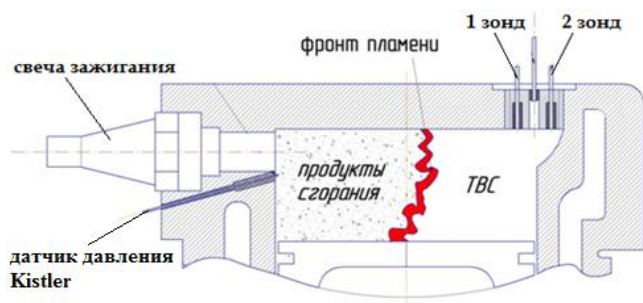 1 зонд
2 зонд
фронт пламени
свеча зажигания
продукты
сгорания
ТВС
датчик давления
Kistler